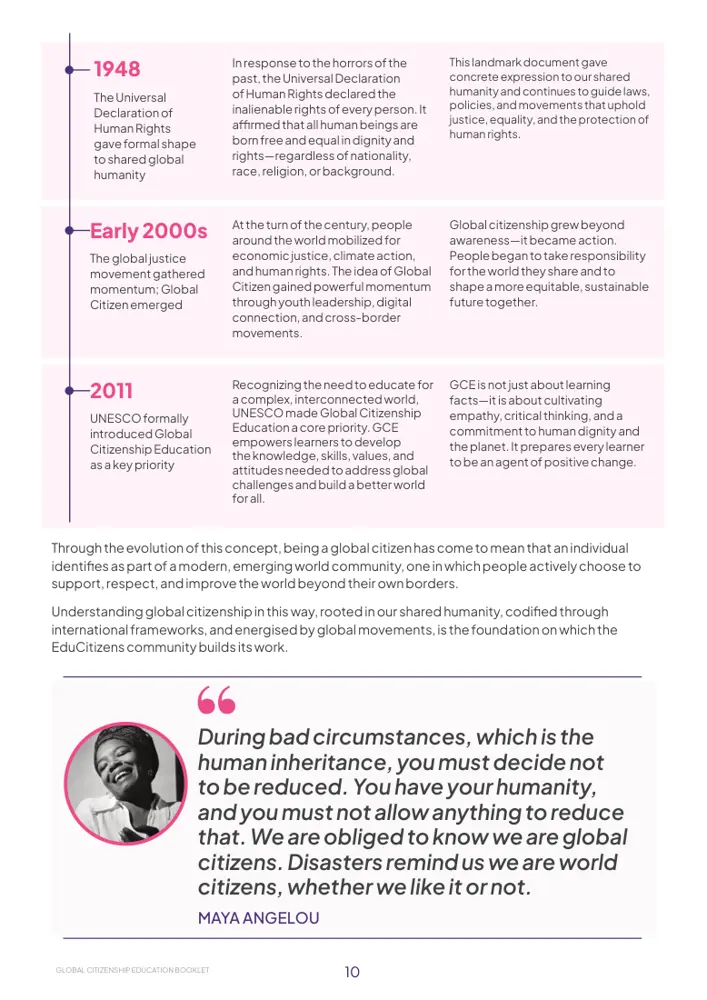 1948
The Universal
Declaration of
Human Rights
gave formal shape
to shared global
humanity
In response to the horrors of the
past, the Universal Declaration
of Human Rights declared the
inalienable rights of every person. It
affirmed that all human beings are
born free and equal in dignity and
rights—regardless of nationality,
race, religion, or background.
This landmark document gave
concrete expression to our shared
humanity and continues to guide laws,
policies, and movements that uphold
justice, equality, and the protection of
human rights.
Early 2000s
The global justice
movement gathered
momentum; Global
Citizen emerged
At the turn of the century, people
around the world mobilized for
economic justice, climate action,
and human rights. The idea of Global
Citizen gained powerful momentum
through youth leadership, digital
connection, and cross-border
movements.
Global citizenship grew beyond
awareness—it became action.
People began to take responsibility
for the world they share and to
shape a more equitable, sustainable
future together.
2011
UNESCO formally
introduced Global
Citizenship Education
as a key priority
Recognizing the need to educate for
a complex, interconnected world,
UNESCO made Global Citizenship
Education a core priority. GCE
empowers learners to develop
the knowledge, skills, values, and
attitudes needed to address global
challenges and build a better world
for all.
GCE is not just about learning
facts—it is about cultivating
empathy, critical thinking, and a
commitment to human dignity and
the planet. It prepares every learner
to be an agent of positive change.
Through the evolution of this concept, being a global citizen has come to mean that an individual
identifies as part of a modern, emerging world community, one in which people actively choose to
support, respect, and improve the world beyond their own borders.
Understanding global citizenship in this way, rooted in our shared humanity, codified through
international frameworks, and energised by global movements, is the foundation on which the
EduCitizens community builds its work.
“
During bad circumstances, which is the
human inheritance, you must decide not
to be reduced. You have your humanity,
and you must not allow anything to reduce
that. We are obliged to know we are global
citizens. Disasters remind us we are world
citizens, whether we like it or not.
MAYA ANGELOU
GLOBAL CITIZENSHIP EDUCATION BOOKLET
10